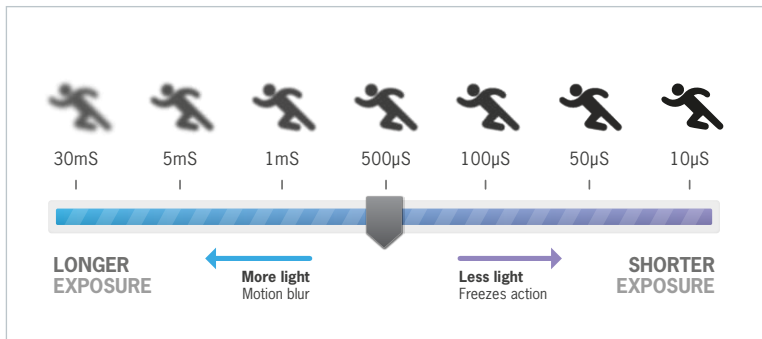 30mS 5mS 1mS 500µS 100µS 50µS 10µS
LONGER
EXPOSURE
More light
Motion blur
Less light
Freezes action
SHORTER
EXPOSURE